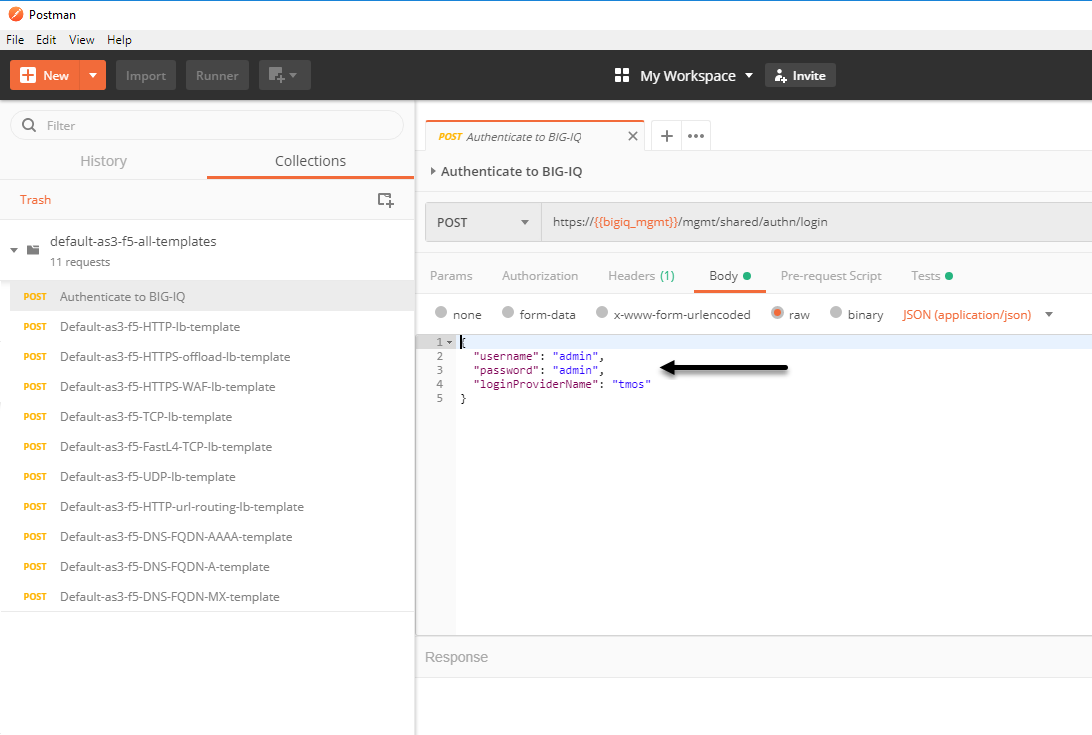 Postman
File Edit View Help
New Import Runner My Workspace Invite
Filter
History Collections
Trash
default-as3-f5-all-templates
11 requests
POST Authenticate to BIG-IQ
POST Default-as3-f5-HTTP-lb-template
POST Default-as3-f5-HTTPS-offload-lb-template
POST Default-as3-f5-HTTPS-WAF-lb-template
POST Default-as3-f5-TCP-lb-template
POST Default-as3-f5-FastL4-TCP-lb-template
POST Default-as3-f5-UDP-lb-template
POST Default-as3-f5-HTTP-url-routing-lb-template
POST Default-as3-f5-DNS-FQDN-AAAA-template
POST Default-as3-f5-DNS-FQDN-A-template
POST Default-as3-f5-DNS-FQDN-MX-template
POST Authenticate to BIG-IQ
Authenticate to BIG-IQ
POST https://{{bigiq_mgmt}}/mgmt/shared/authn/login
Params Authorization Headers (1) Body Pre-request Script Tests
none form-data x-www-form-urlencoded raw binary JSON (application/json)
1 {
2 "username": "admin",
3 "password": "admin",
4 "loginProviderName": "tmos"
5 }
Response